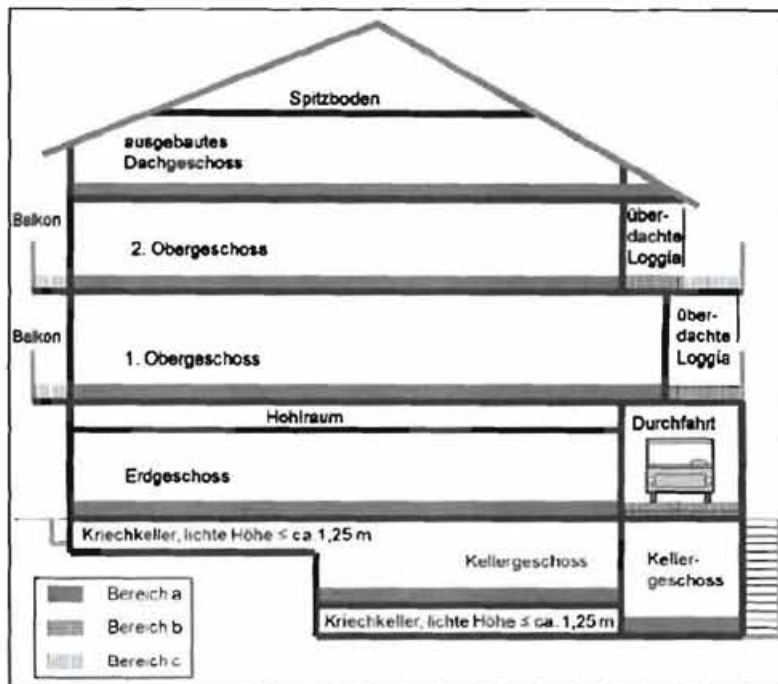 Spitzboden
ausgebautes
Dachgeschoss
Balkon
2. Obergeschoss
über-
dachte
Loggia
Balkon
1. Obergeschoss
über-
dachte
Loggia
Hohlraum
Durchfahrt
Erdgeschoss
Kriechkeller, lichte Höhe ≤ ca. 1,25 m
Kellergeschoss
Keller-
geschoss
Kriechkeller, lichte Höhe ≤ ca. 1,25 m
Bereich a
Bereich b
Bereich c